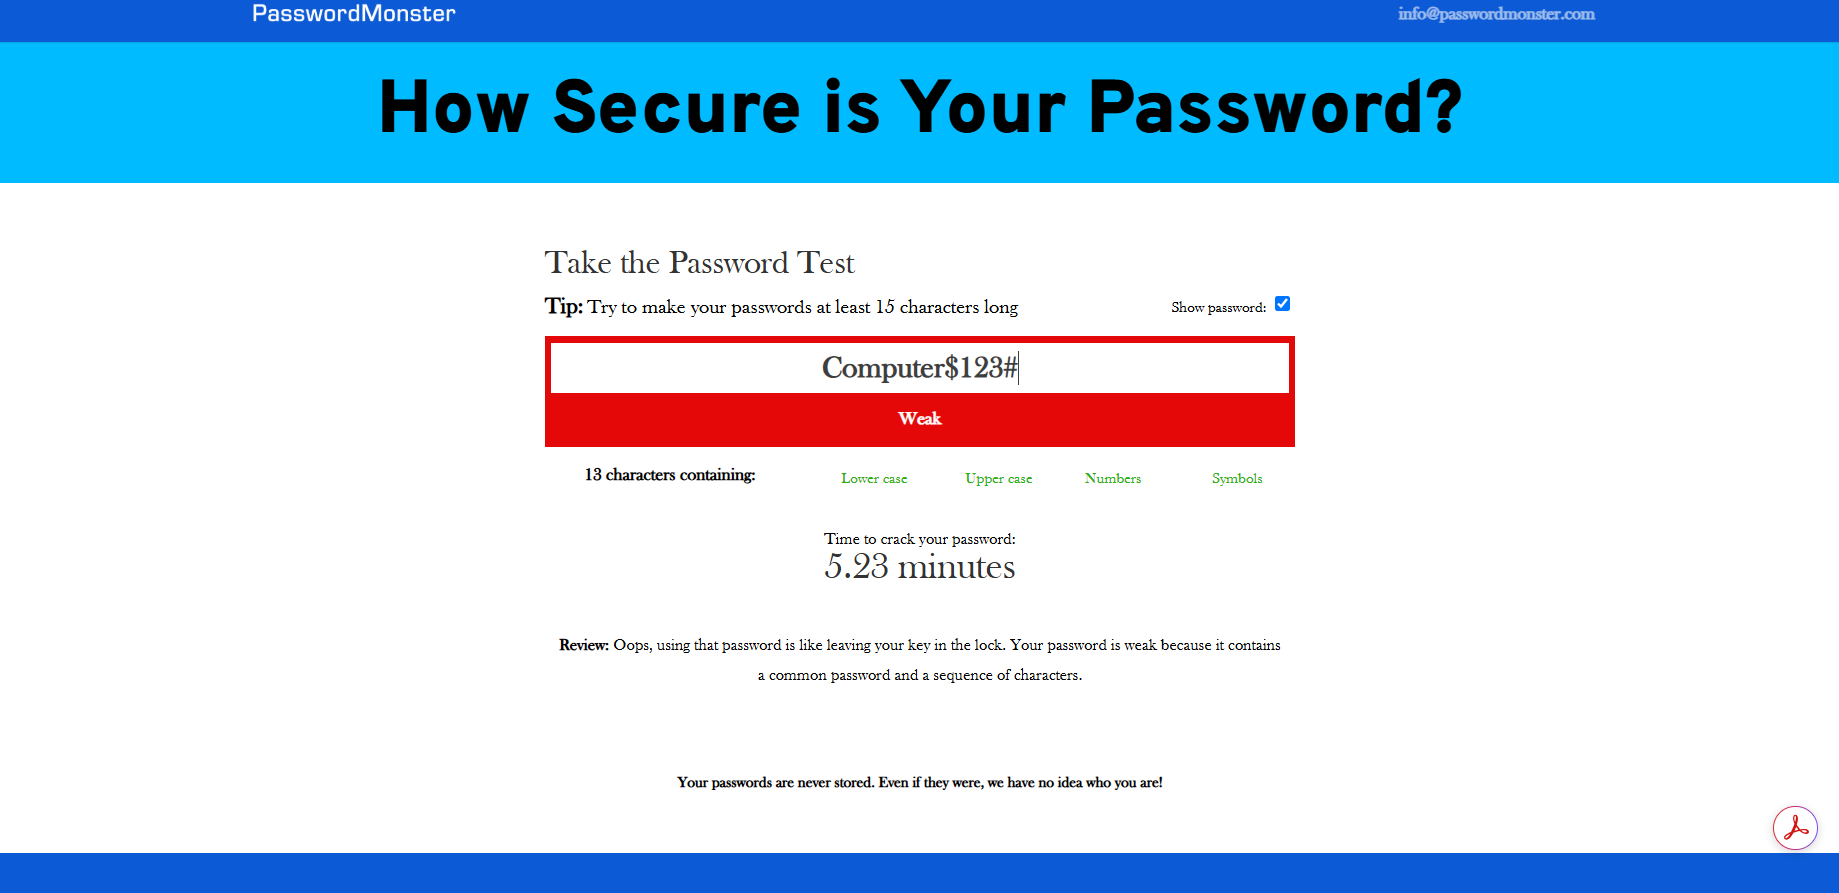 PasswordMonster
info@passwordmonster.com
How Secure is Your Password?
Take the Password Test
Tip: Try to make your passwords at least 15 characters long
Show password:
Computer$123#
Weak
13 characters containing:
Lower case
Upper case
Numbers
Symbols
Time to crack your password:
5.23 minutes
Review: Oops, using that password is like leaving your key in the lock. Your password is weak because it contains
a common password and a sequence of characters.
Your passwords are never stored. Even if they were, we have no idea who you are!